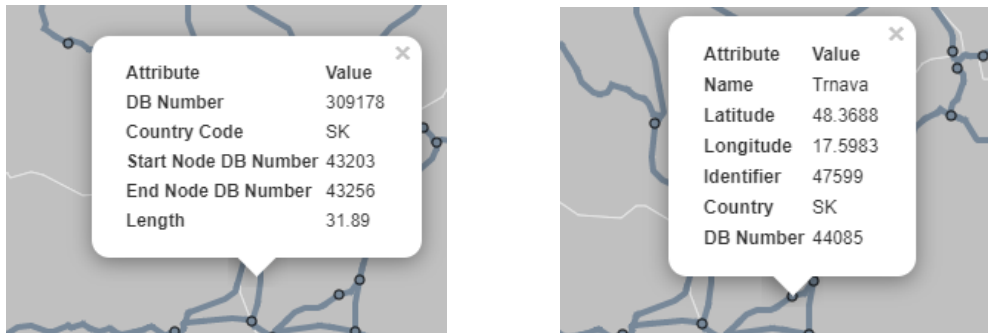 ×
Attribute Value
DB Number 309178
Country Code SK
Start Node DB Number 43203
End Node DB Number 43256
Length 31.89
×
Attribute Value
Name Trnava
Latitude 48.3688
Longitude 17.5983
Identifier 47599
Country SK
DB Number 44085